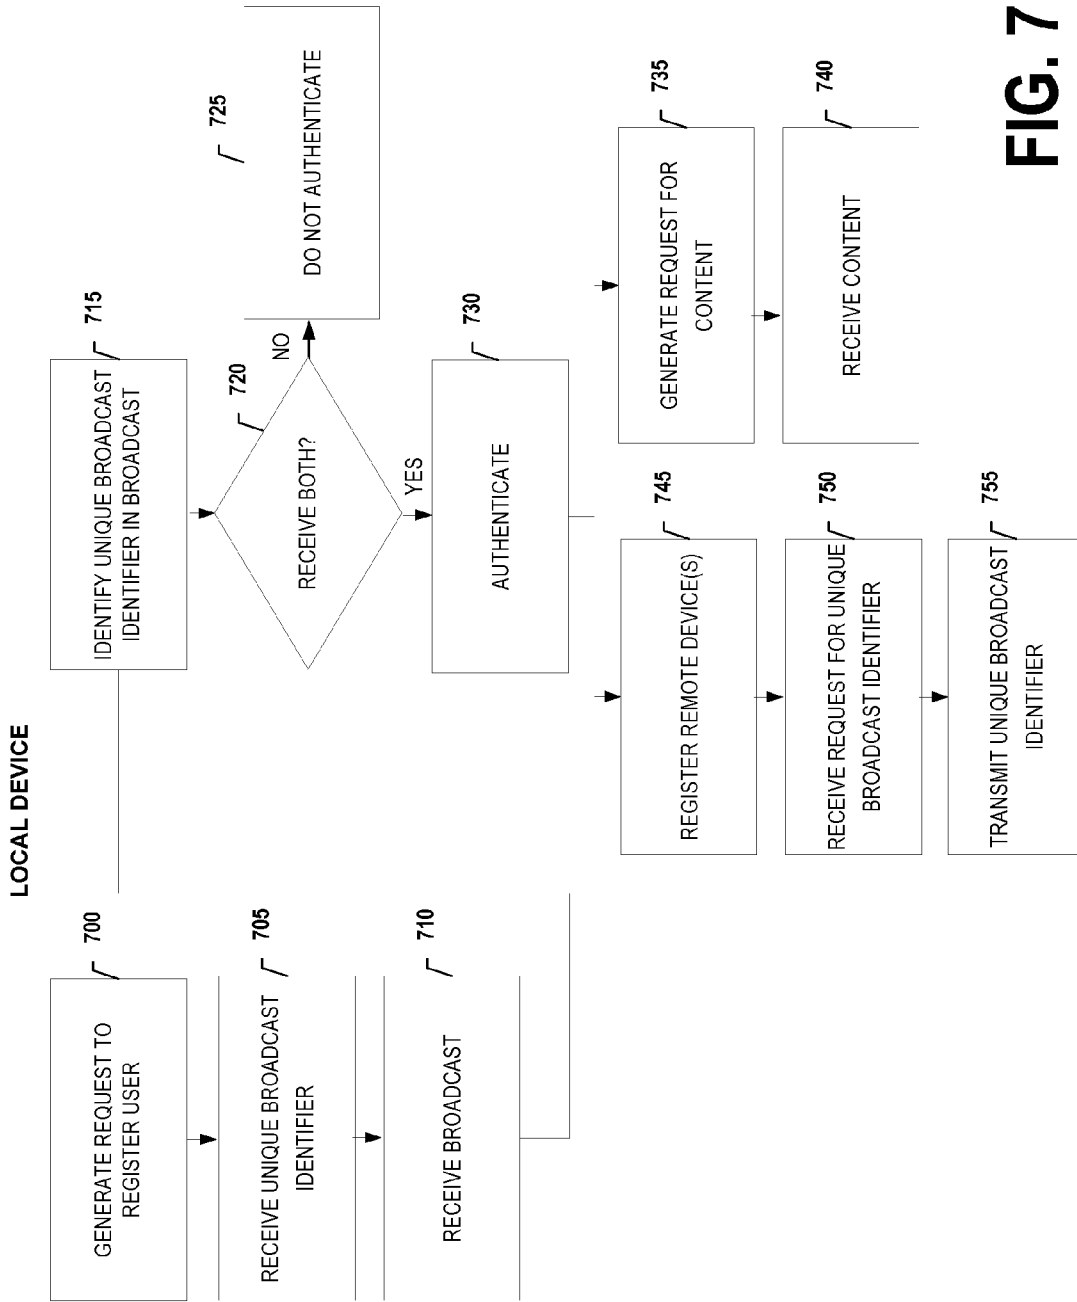 LOCAL DEVICE
700
GENERATE REQUEST TO
REGISTER USER
705
RECEIVE UNIQUE BROADCAST
IDENTIFIER
710
RECEIVE BROADCAST
715
IDENTIFY UNIQUE BROADCAST
IDENTIFIER IN BROADCAST
720
RECEIVE BOTH?
NO
725
DO NOT AUTHENTICATE
YES
730
AUTHENTICATE
735
GENERATE REQUEST FOR
CONTENT
740
RECEIVE CONTENT
745
REGISTER REMOTE DEVICE(S)
750
RECEIVE REQUEST FOR UNIQUE
BROADCAST IDENTIFIER
755
TRANSMIT UNIQUE BROADCAST
IDENTIFIER
FIG. 7